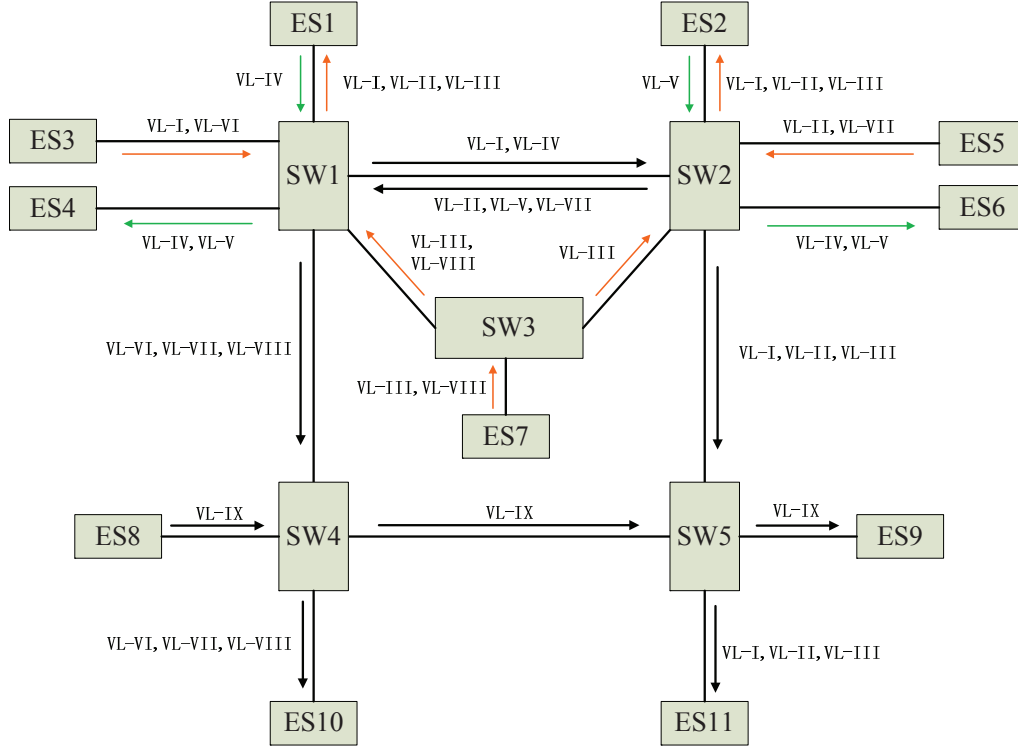 ES1
ES2
VL-IV
VL-I, VL-II, VL-III
VL-V
VL-I, VL-II, VL-III
ES3
VL-I, VL-VI
SW1
VL-I, VL-IV
SW2
VL-II, VL-VII
ES5
ES4
VL-II, VL-V, VL-VII
ES6
VL-IV, VL-V
VL-III,
VL-VIII
VL-III
VL-IV, VL-V
SW3
VL-VI, VL-VII, VL-VIII
VL-I, VL-II, VL-III
VL-III, VL-VIII
ES7
ES8
VL-IX
SW4
VL-IX
SW5
VL-IX
ES9
VL-VI, VL-VII, VL-VIII
VL-I, VL-II, VL-III
ES10
ES11